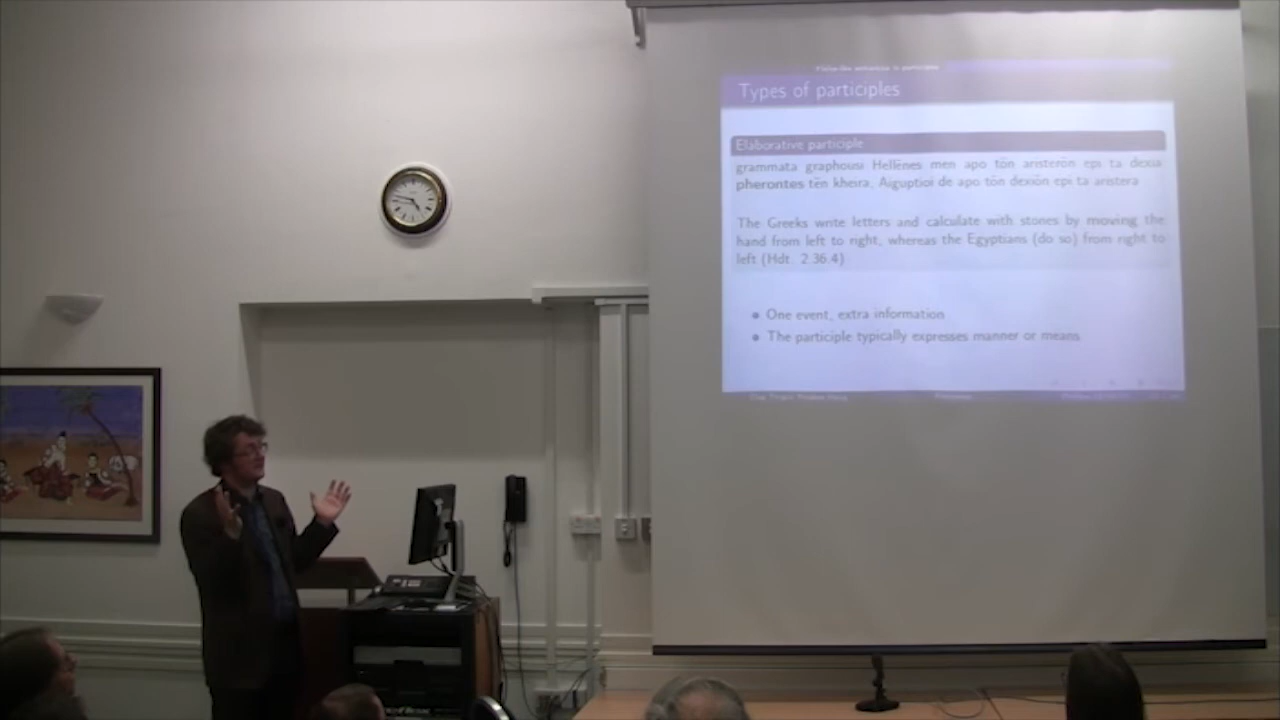 Types of participles
Elaborative participle
grammata graphousi Hellēnes men apo tōn aristerōn epi ta dexia
pherontes tēn kheira, Aiguptioi de apo tōn dexiōn epi ta aristera
The Greeks write letters and calculate with stones by moving the
hand from left to right, whereas the Egyptians (do so) from right to
left (Hdt. 2.36.4)
• One event, extra information
• The participle typically expresses manner or means